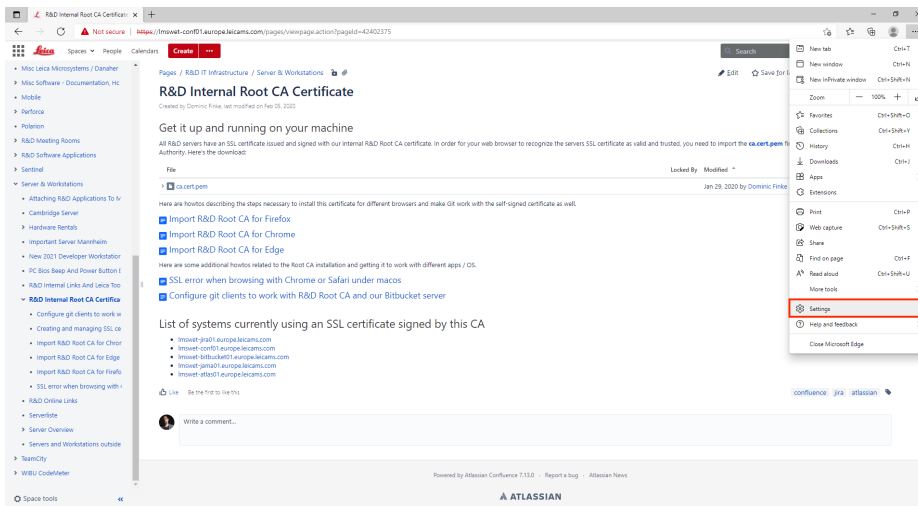 R&D Internal Root CA Certificate
Not secure
https://lmswet-conf01.europe.leicams.com/pages/viewpage.action?pageId=42402375
Leica
Spaces
People
Calendars
Create
Search
Misc Leica Microsystems / Danaher
Misc Software - Documentation, Hc
Mobile
Perforce
Polarion
R&D Meeting Rooms
R&D Software Applications
Sentinel
Server & Workstations
Attaching R&D Applications To
Cambridge Server
Hardware Rentals
Important Server Mannheim
New 2021 Developer Workstation
PC Bios Beep And Power Button
R&D Internal Links And Leica Too
R&D Internal Root CA Certifica
Configure git clients to work w
Creating and managing SSL ce
Import R&D Root CA for Chror
Import R&D Root CA for Edge
Import R&D Root CA for Firefo
SSL error when browsing with
R&D Online Links
Serverliste
Server Overview
Servers and Workstations outside
TeamCity
WIBU CodeMeter
Space tools
Pages / R&D IT Infrastructure / Server & Workstations
Edit
Save for
R&D Internal Root CA Certificate
Created by Dominic Finke, last modified on Feb 05, 2020
Get it up and running on your machine
All R&D servers have an SSL certificate issued and signed with our internal R&D Root CA certificate. In order for your web browser to recognize the servers SSL certificate as valid and trusted, you need to import the ca.cert.pem
Authority. Here's the download:
File
Locked By
Modified
ca.cert.pem
Jan 29, 2020 by Dominic Finke
Here are howtos describing the steps necessary to install this certificate for different browsers and make Git work with the self-signed certificate as well.
Import R&D Root CA for Firefox
Import R&D Root CA for Chrome
Import R&D Root CA for Edge
Here are some additional howtos related to the Root CA installation and getting it to work with different apps / OS.
SSL error when browsing with Chrome or Safari under macos
Configure git clients to work with R&D Root CA and our Bitbucket server
List of systems currently using an SSL certificate signed by this CA
lmswet-jira01.europe.leicams.com
lmswet-conf01.europe.leicams.com
lmswet-bitbucket01.europe.leicams.com
lmswet-jama01.europe.leicams.com
lmswet-atlas01.europe.leicams.com
Like
Be the first to like this
confluence
jira
atlassian
Write a comment...
Powered by Atlassian Confluence 7.13.0 · Report a bug · Atlassian News
ATLASSIAN
New tab Ctrl+T
New window Ctrl+N
New InPrivate window Ctrl+Shift+N
Zoom 100%
Favorites Ctrl+Shift+O
Collections Ctrl+Shift+Y
History Ctrl+H
Downloads Ctrl+J
Apps
Extensions
Print Ctrl+P
Web capture Ctrl+Shift+S
Share
Find on page Ctrl+F
Read aloud Ctrl+Shift+U
More tools
Settings
Help and feedback
Close Microsoft Edge